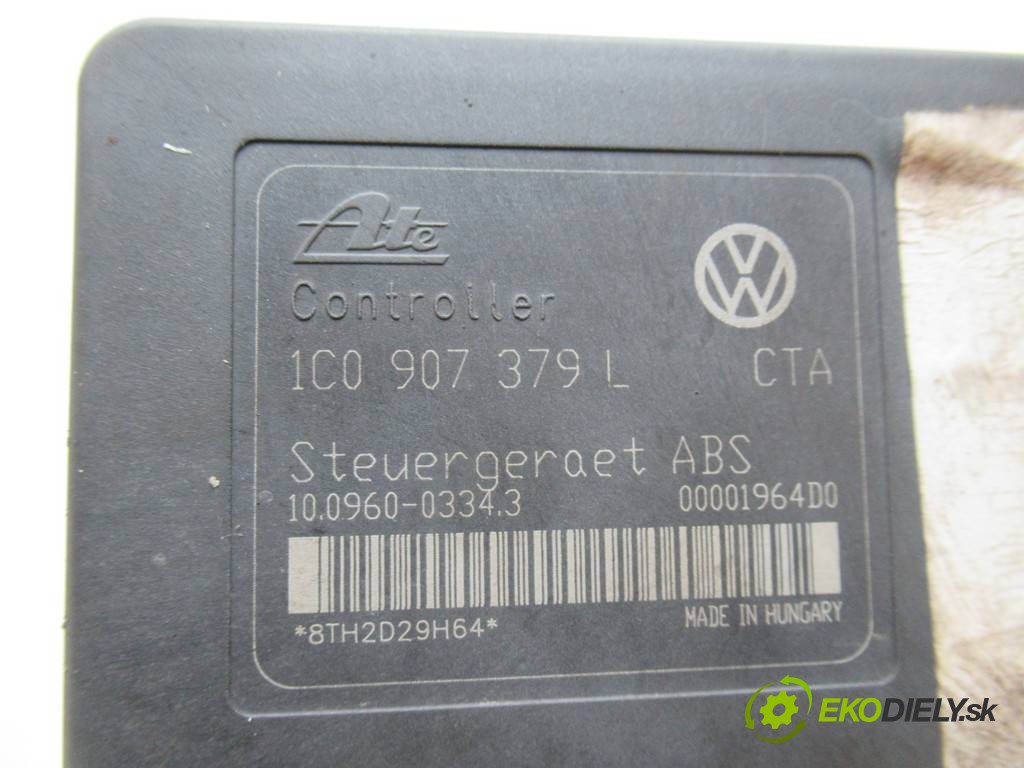 Ate
Controller
1C0 907 379 L CTA
Steuergeraet ABS
10.0960-0334.3 00001964D0
*8TH2D29H64* MADE IN HUNGARY
EKODIELY.sk